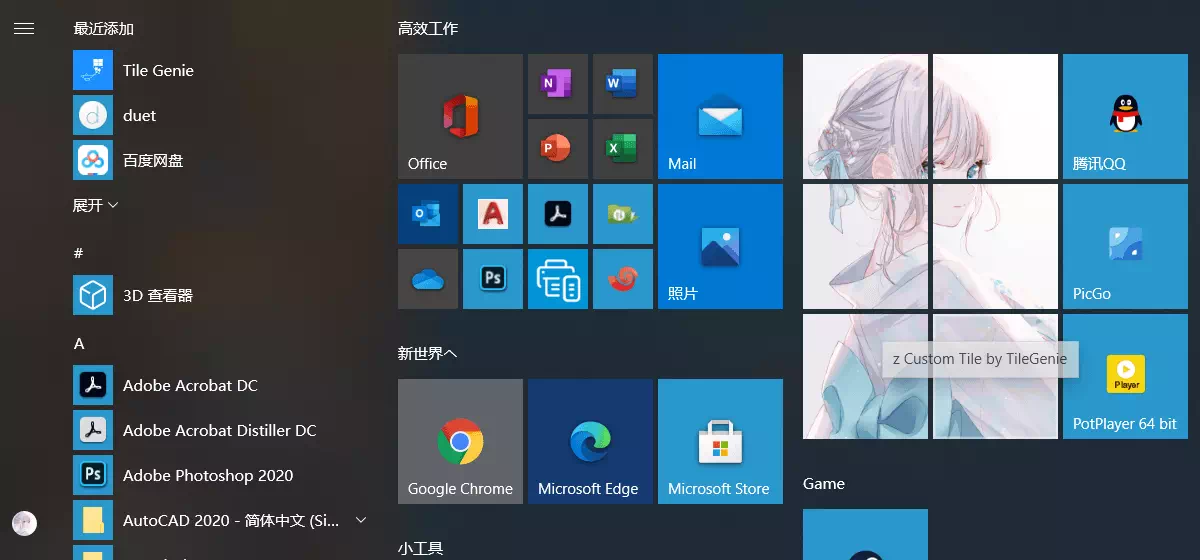 最近添加
Tile Genie
duet
百度网盘
展开
#
3D 查看器
A
Adobe Acrobat DC
Adobe Acrobat Distiller DC
Adobe Photoshop 2020
AutoCAD 2020 - 简体中文 (Si...
高效工作
Office
N
W
P
X
Mail
A
Ps
照片
新世界へ
Google Chrome
Microsoft Edge
Microsoft Store
小工具
腾讯QQ
PicGo
z Custom Tile by TileGenie
Player
PotPlayer 64 bit
Game